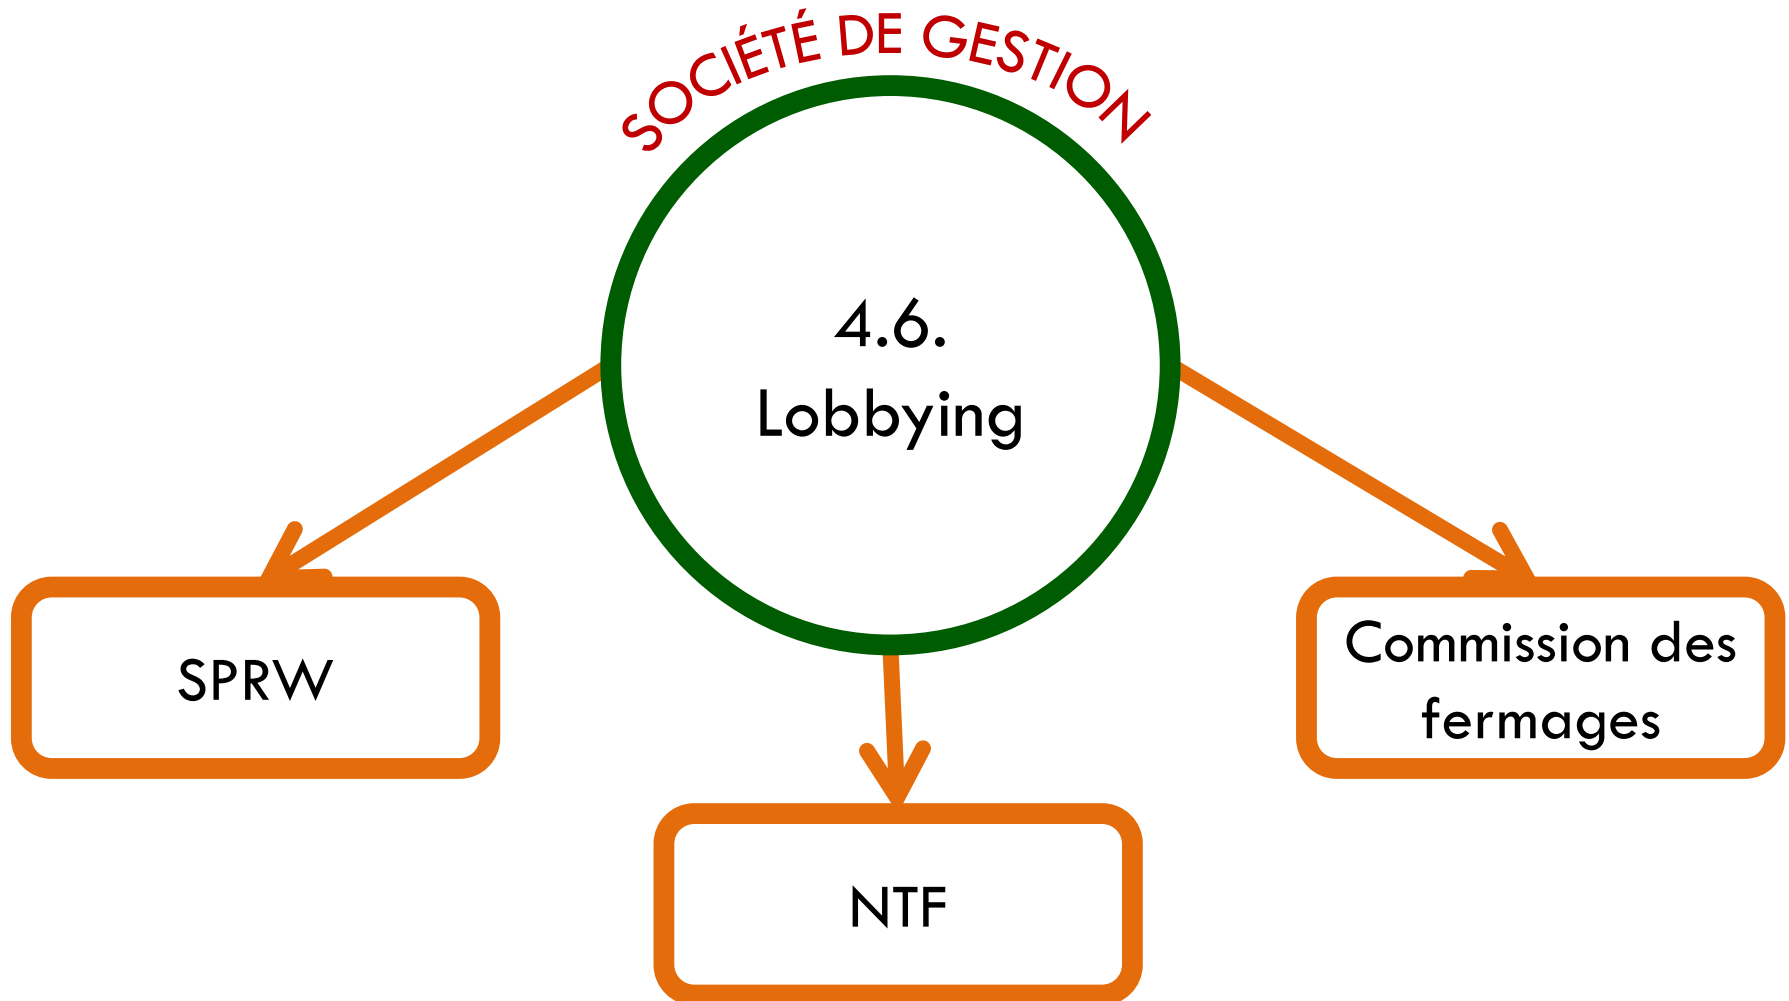 SOCIÉTÉ DE GESTION
4.6.
Lobbying
SPRW
Commission des
fermages
NTF